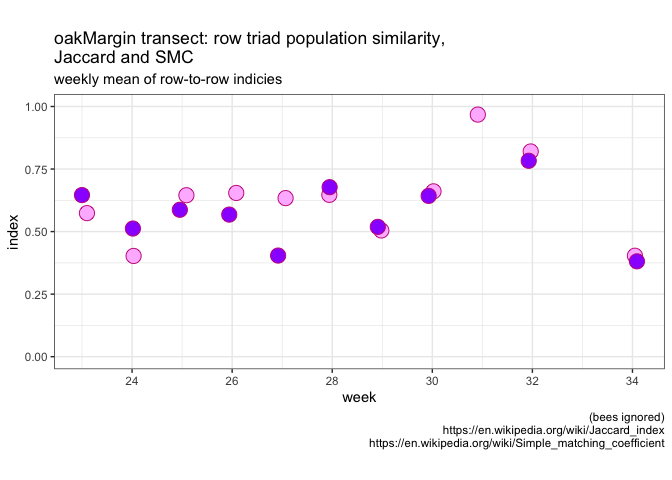 oakMargin transect: row triad population similarity,
Jaccard and SMC
weekly mean of row-to-row indicies
1.00
0.75
0.50
0.25
0.00
index
24 26 28 30 32 34
week
(bees ignored)
https://en.wikipedia.org/wiki/Jaccard_index
https://en.wikipedia.org/wiki/Simple_matching_coefficient